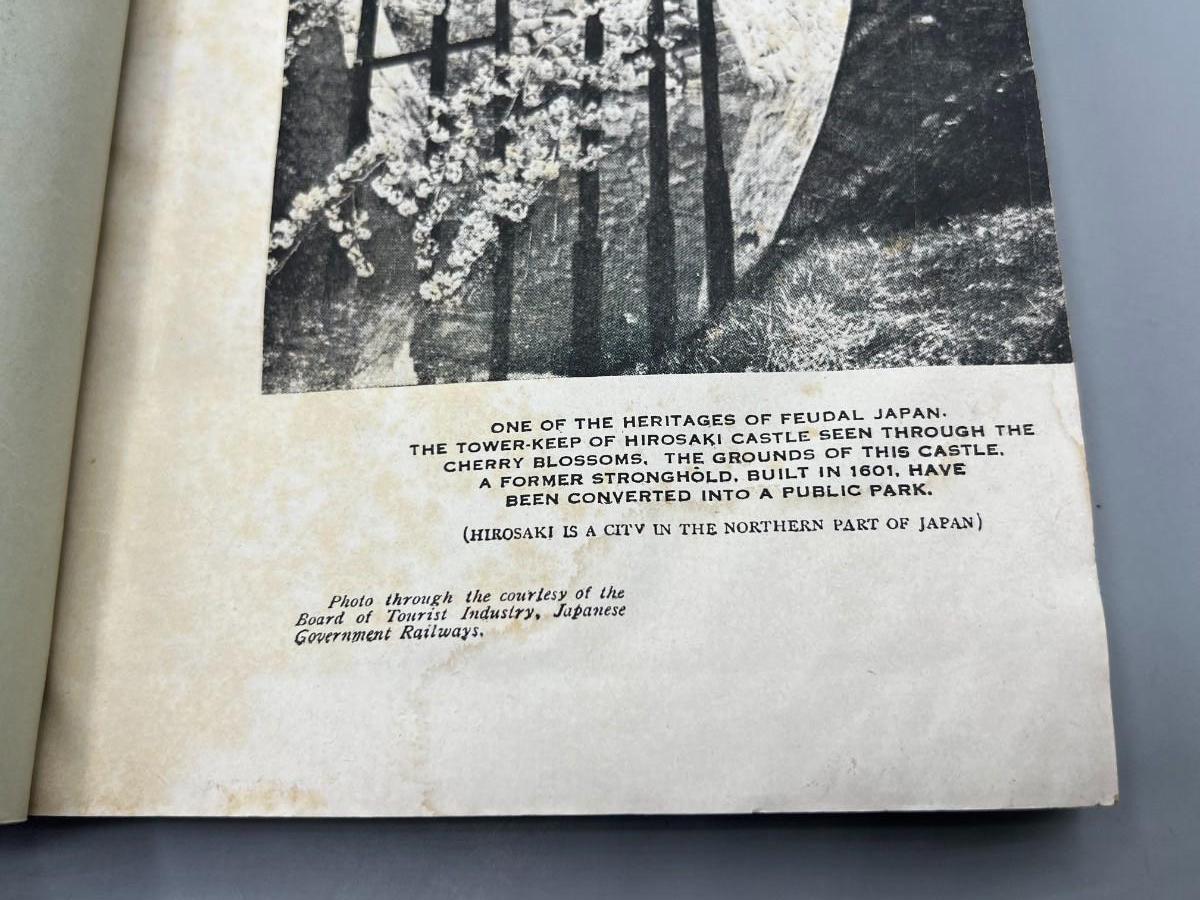 ONE OF THE HERITAGES OF FEUDAL JAPAN.
THE TOWER-KEEP OF HIROSAKI CASTLE SEEN THROUGH THE
CHERRY BLOSSOMS. THE GROUNDS OF THIS CASTLE,
A FORMER STRONGHOLD, BUILT IN 1601, HAVE
BEEN CONVERTED INTO A PUBLIC PARK.
(HIROSAKI IS A CITY IN THE NORTHERN PART OF JAPAN)
Photo through the courtesy of the
Board of Tourist Industry, Japanese
Government Railways.